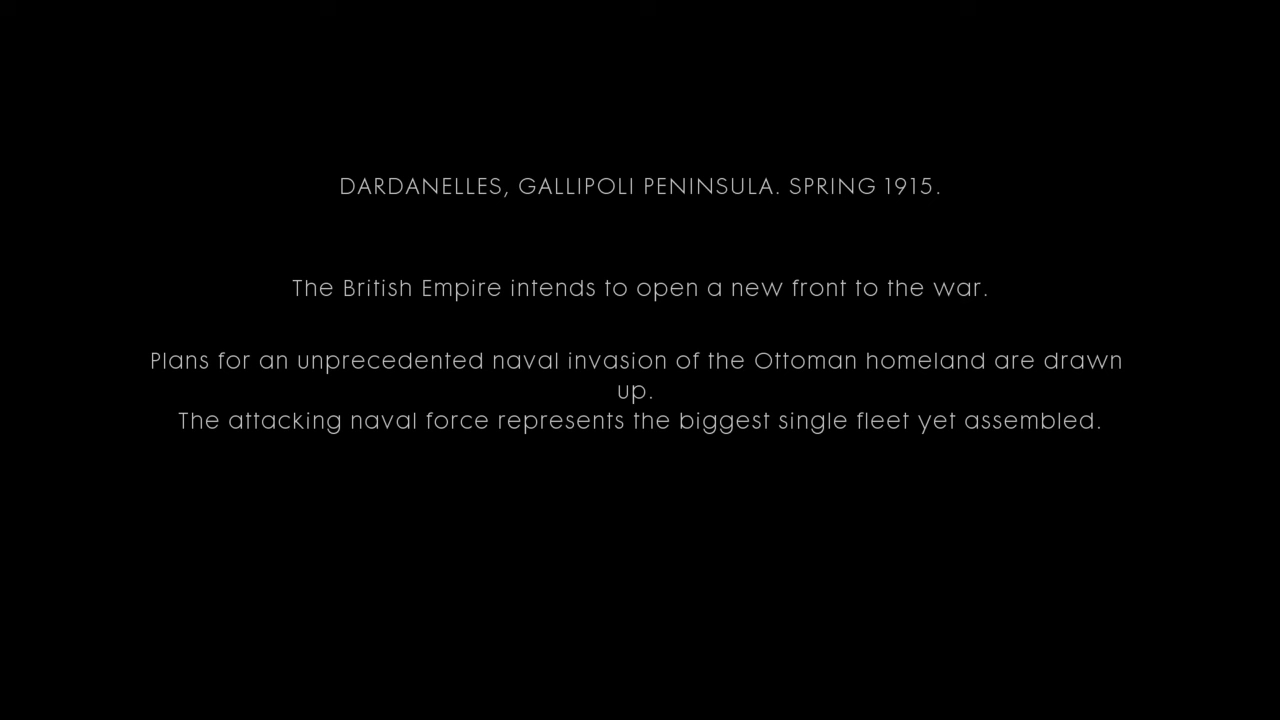 DARDANELLES, GALLIPOLI PENINSULA. SPRING 1915.
The British Empire intends to open a new front to the war.
Plans for an unprecedented naval invasion of the Ottoman homeland are drawn
up.
The attacking naval force represents the biggest single fleet yet assembled.